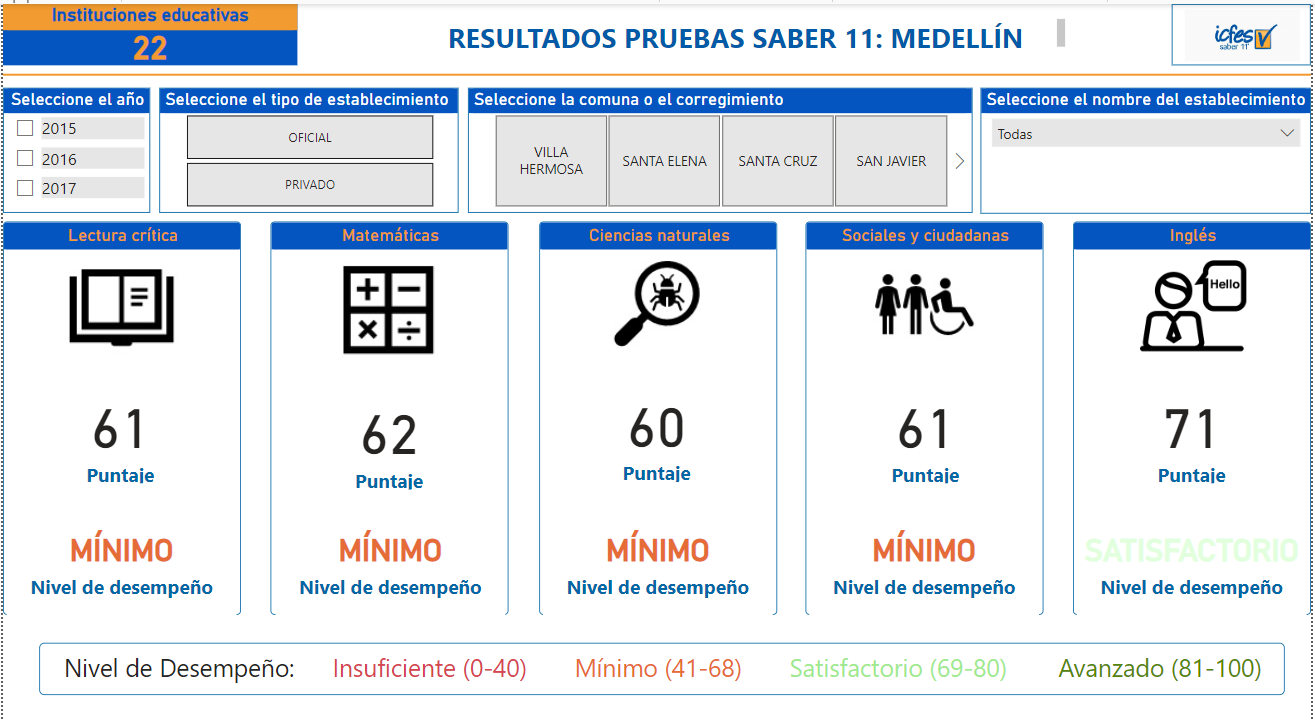 Instituciones educativas
22
RESULTADOS PRUEBAS SABER 11: MEDELLÍN
icfes
saber 11°
Seleccione el año
2015
2016
2017
Seleccione el tipo de establecimiento
OFICIAL
PRIVADO
Seleccione la comuna o el corregimiento
VILLA
HERMOSA
SANTA ELENA
SANTA CRUZ
SAN JAVIER
Seleccione el nombre del establecimiento
Todas
Lectura crítica
61
Puntaje
MÍNIMO
Nivel de desempeño
Matemáticas
62
Puntaje
MÍNIMO
Nivel de desempeño
Ciencias naturales
60
Puntaje
MÍNIMO
Nivel de desempeño
Sociales y ciudadanas
61
Puntaje
MÍNIMO
Nivel de desempeño
Inglés
Hello
71
Puntaje
SATISFACTORIO
Nivel de desempeño
Nivel de Desempeño: Insuficiente (0-40) Mínimo (41-68) Satisfactorio (69-80) Avanzado (81-100)